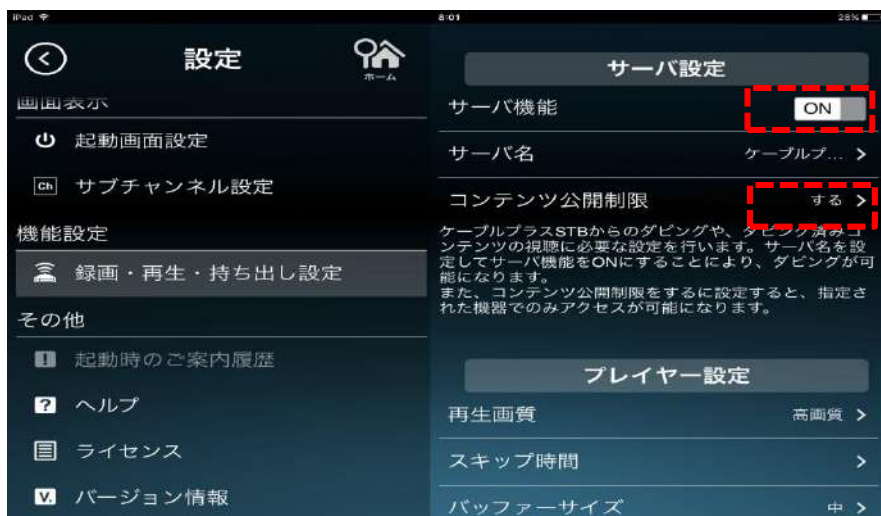 iPad
8:01
28%
設定
ホーム
画面表示
起動画面設定
Ch サブチャンネル設定
機能設定
録画・再生・持ち出し設定
その他
! 起動時のご案内履歴
? ヘルプ
ライセンス
V. バージョン情報
サーバ設定
サーバ機能 ON
サーバ名 ケーブルプ... >
コンテンツ公開制限 する >
ケーブルプラスSTBからのダビングや、ダビング済みコ
ンテンツの視聴に必要な設定を行います。サーバ名を設
定してサーバ機能をONにすることにより、ダビングが可
能になります。
また、コンテンツ公開制限をするに設定すると、指定さ
れた機器でのみアクセスが可能になります。
プレイヤー設定
再生画質 高画質 >
スキップ時間 >
バッファーサイズ 中 >